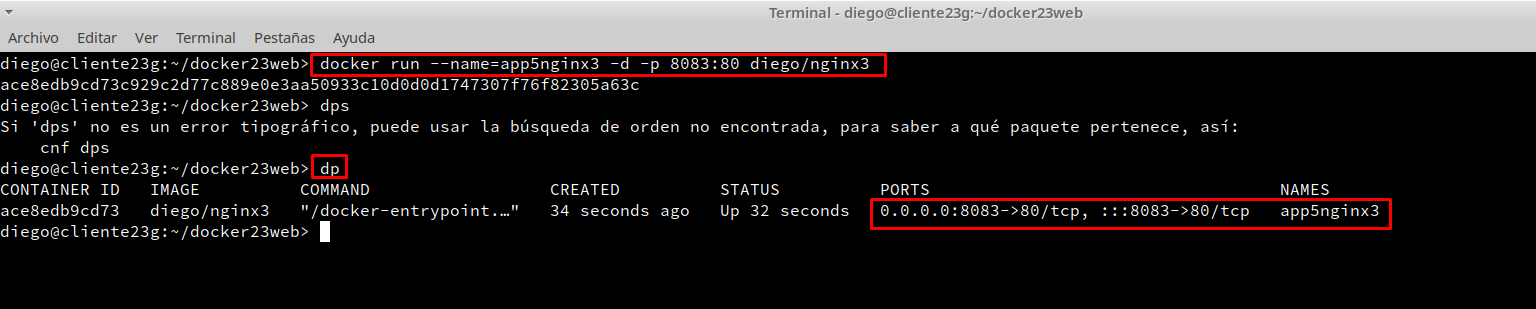 Terminal - diego@cliente23g:~/docker23web
Archivo Editar Ver Terminal Pestañas Ayuda
diego@cliente23g:~/docker23web> docker run --name=app5nginx3 -d -p 8083:80 diego/nginx3
ace8edb9cd73c929c2d77c889e0e3aa50933c10d0d0d1747307f76f82305a63c
diego@cliente23g:~/docker23web> dps
Si 'dps' no es un error tipográfico, puede usar la búsqueda de orden no encontrada, para saber a qué paquete pertenece, así:
    cnf dps
diego@cliente23g:~/docker23web> dp
CONTAINER ID   IMAGE          COMMAND                  CREATED          STATUS          PORTS                                   NAMES
ace8edb9cd73   diego/nginx3   "/docker-entrypoint.…"   34 seconds ago   Up 32 seconds   0.0.0.0:8083->80/tcp, :::8083->80/tcp   app5nginx3
diego@cliente23g:~/docker23web>